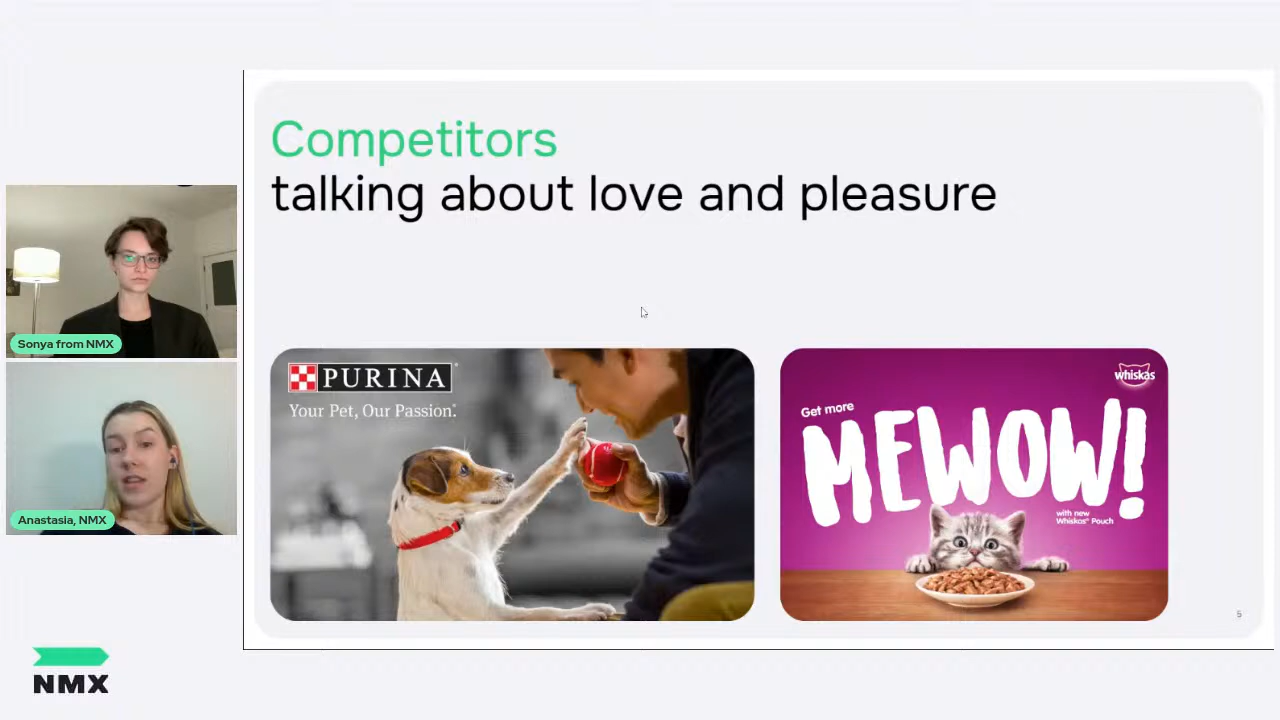 Competitors
talking about love and pleasure
Sonya from NMX
Anastasia, NMX
PURINA
Your Pet, Our Passion.
whiskas
Get more
MEWOW!
with new
Whiskas® Pouch
5
NMX